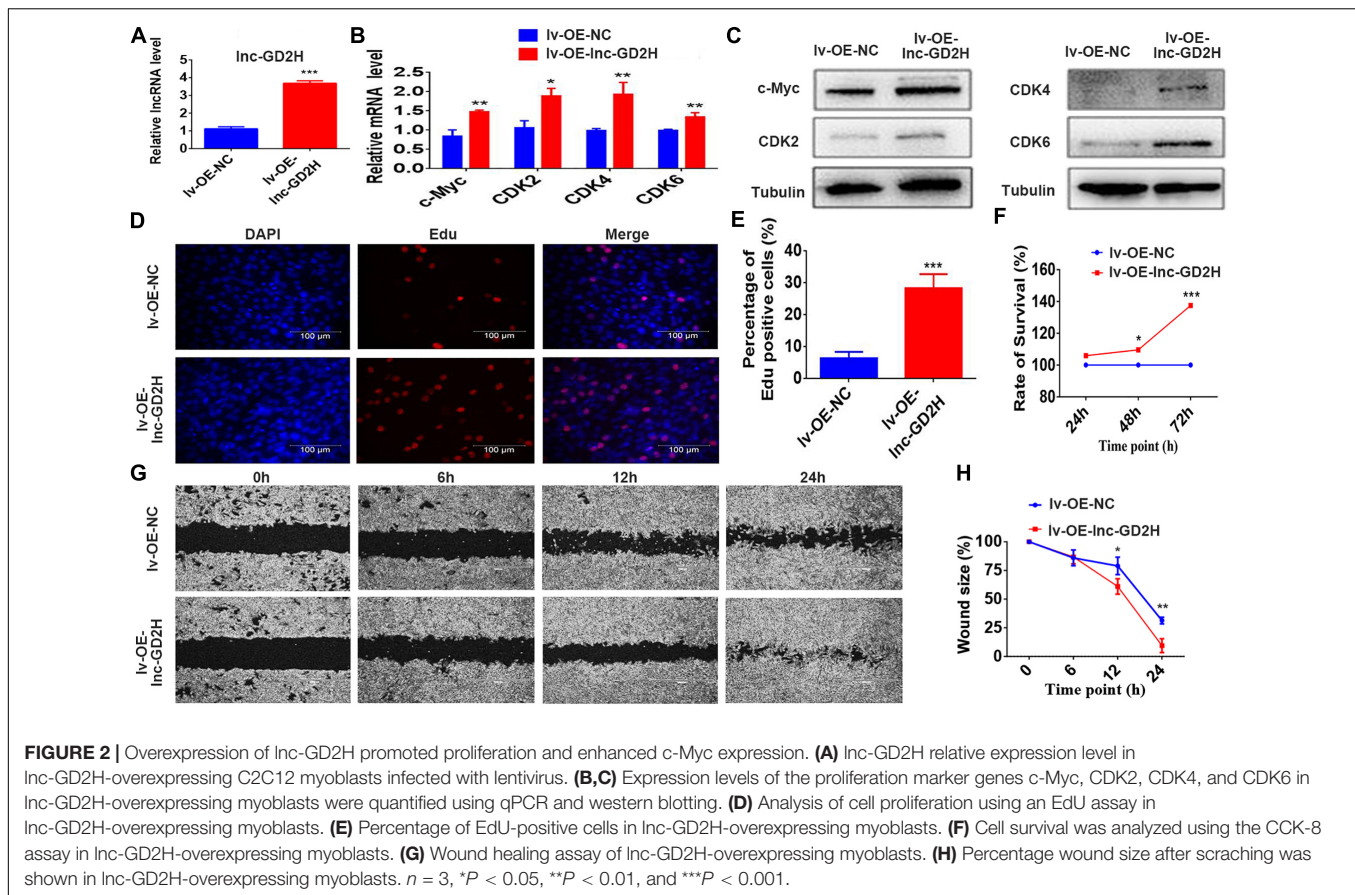 A
lnc-GD2H
Relative lncRNA level
5
4
3
2
1
0
***
lv-OE-NC
lv-OE-
lnc-GD2H
B
lv-OE-NC
lv-OE-lnc-GD2H
Relative mRNA level
2.5
2.0
1.5
1.0
0.5
0.0
**
*
**
**
c-Myc
CDK2
CDK4
CDK6
C
lv-OE-NC
lv-OE-
lnc-GD2H
c-Myc
CDK2
Tubulin
lv-OE-NC
lv-OE-
lnc-GD2H
CDK4
CDK6
Tubulin
D
DAPI
Edu
Merge
lv-OE-NC
100 μm
100 μm
100 μm
lv-OE-
lnc-GD2H
100 μm
100 μm
100 μm
E
Percentage of
Edu positive cells (%)
40
30
20
10
0
***
lv-OE-NC
lv-OE-
lnc-GD2H
F
lv-OE-NC
lv-OE-lnc-GD2H
Rate of Survival (%)
160
140
120
100
80
*
***
24h
48h
72h
Time point (h)
G
0h
6h
12h
24h
lv-OE-NC
lv-OE-
lnc-GD2H
H
lv-OE-NC
lv-OE-lnc-GD2H
Wound size (%)
100
75
50
25
0
*
**
0
6
12
24
Time point (h)
FIGURE 2 | Overexpression of lnc-GD2H promoted proliferation and enhanced c-Myc expression. (A) lnc-GD2H relative expression level in
lnc-GD2H-overexpressing C2C12 myoblasts infected with lentivirus. (B,C) Expression levels of the proliferation marker genes c-Myc, CDK2, CDK4, and CDK6 in
lnc-GD2H-overexpressing myoblasts were quantified using qPCR and western blotting. (D) Analysis of cell proliferation using an EdU assay in
lnc-GD2H-overexpressing myoblasts. (E) Percentage of EdU-positive cells in lnc-GD2H-overexpressing myoblasts. (F) Cell survival was analyzed using the CCK-8
assay in lnc-GD2H-overexpressing myoblasts. (G) Wound healing assay of lnc-GD2H-overexpressing myoblasts. (H) Percentage wound size after scraching was
shown in lnc-GD2H-overexpressing myoblasts. n = 3, *P < 0.05, **P < 0.01, and ***P < 0.001.